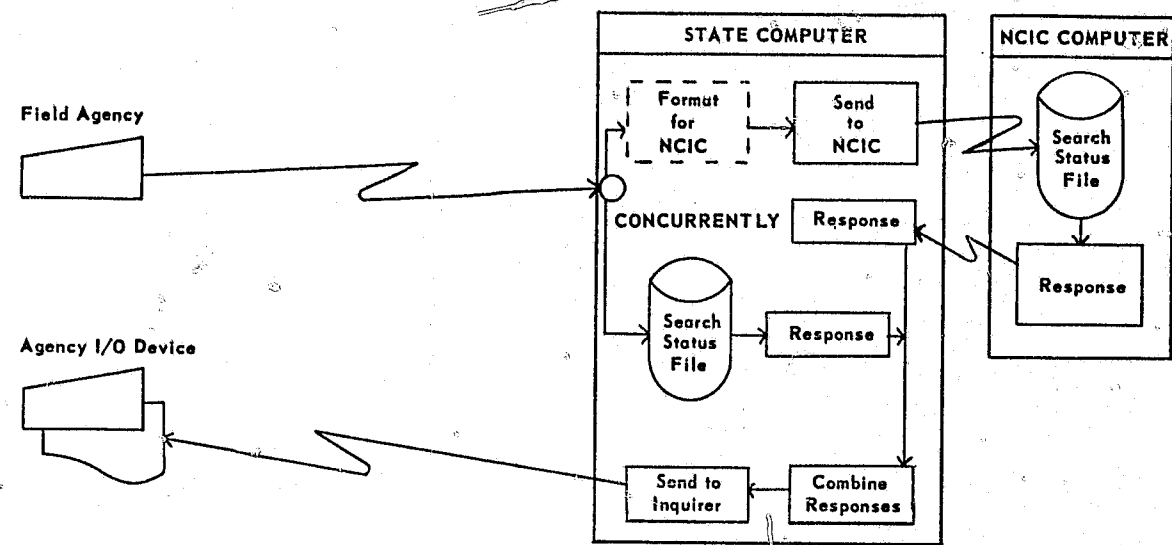 STATE COMPUTER
NCIC COMPUTER
Field Agency
Format
for
NCIC
Send
to
NCIC
Search
Status
File
CONCURRENTLY
Response
Response
Search
Status
File
Response
Agency I/O Device
Send to
Inquirer
Combine
Responses